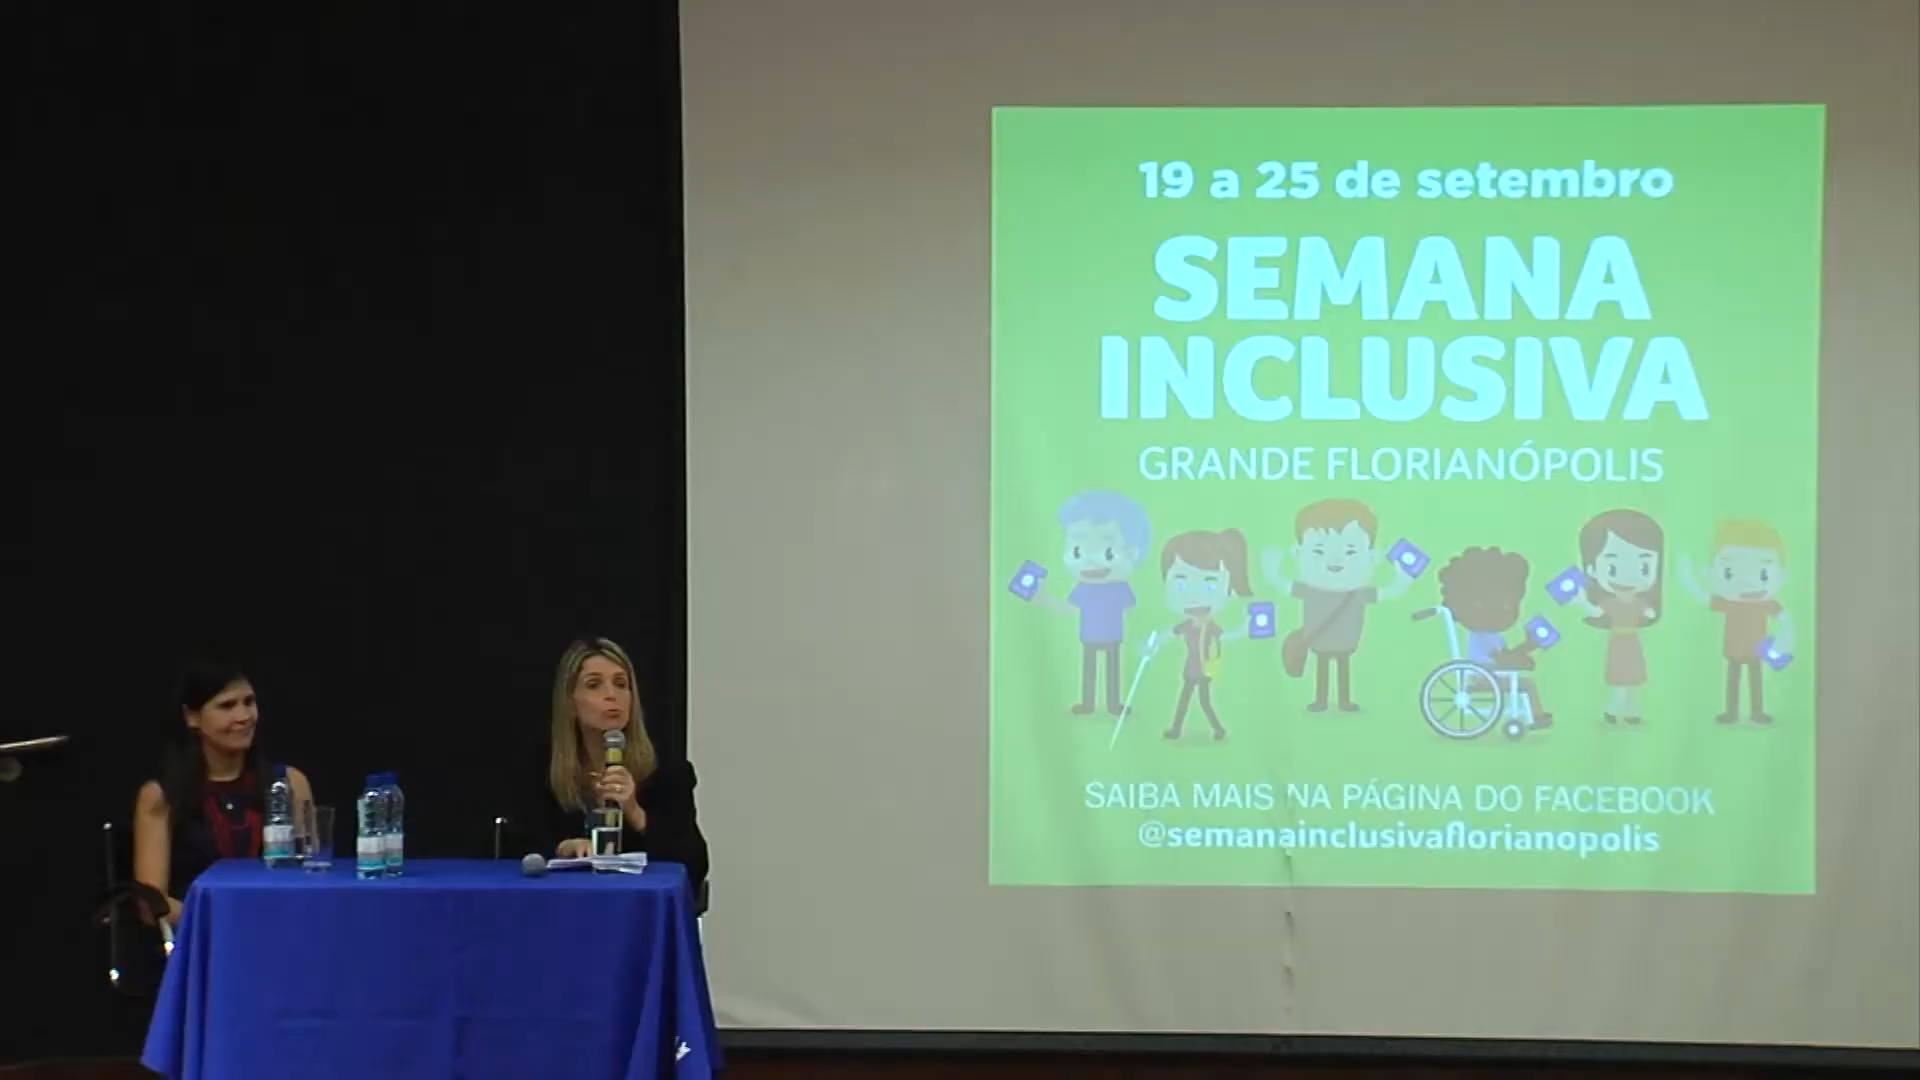 19 a 25 de setembro
SEMANA
INCLUSIVA
GRANDE FLORIANÓPOLIS
SAIBA MAIS NA PÁGINA DO FACEBOOK
@semanainclusivaflorianopolis